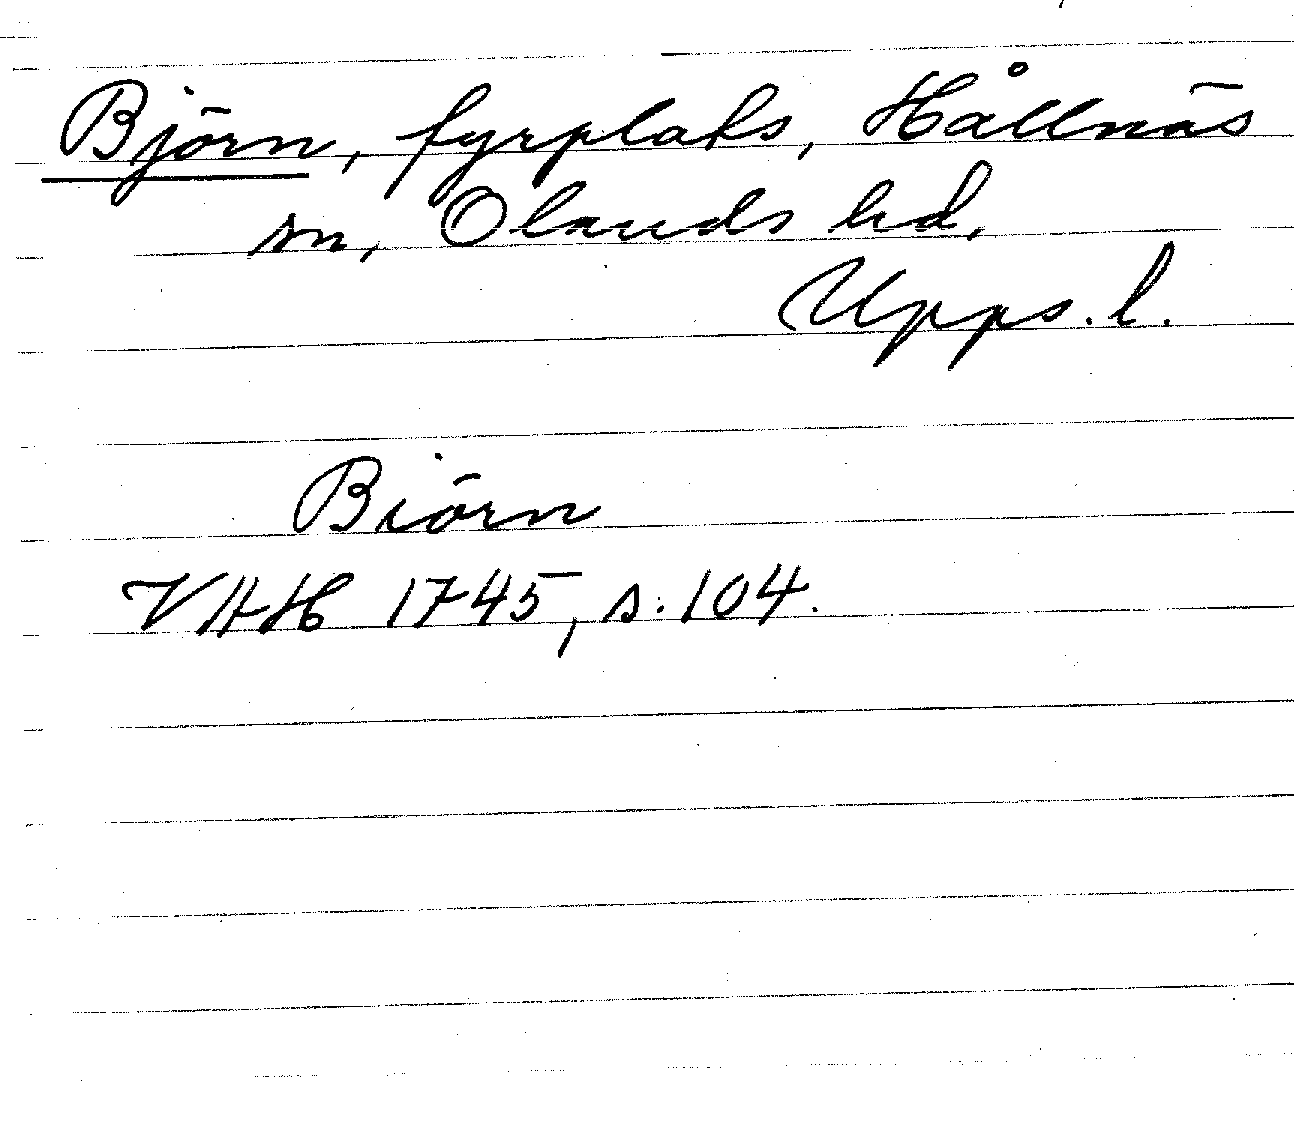 Björn, fyrplats, Hållnäs
sn, Olands hd,
Upps. l.
Biörn
VAH 1745, s. 104.